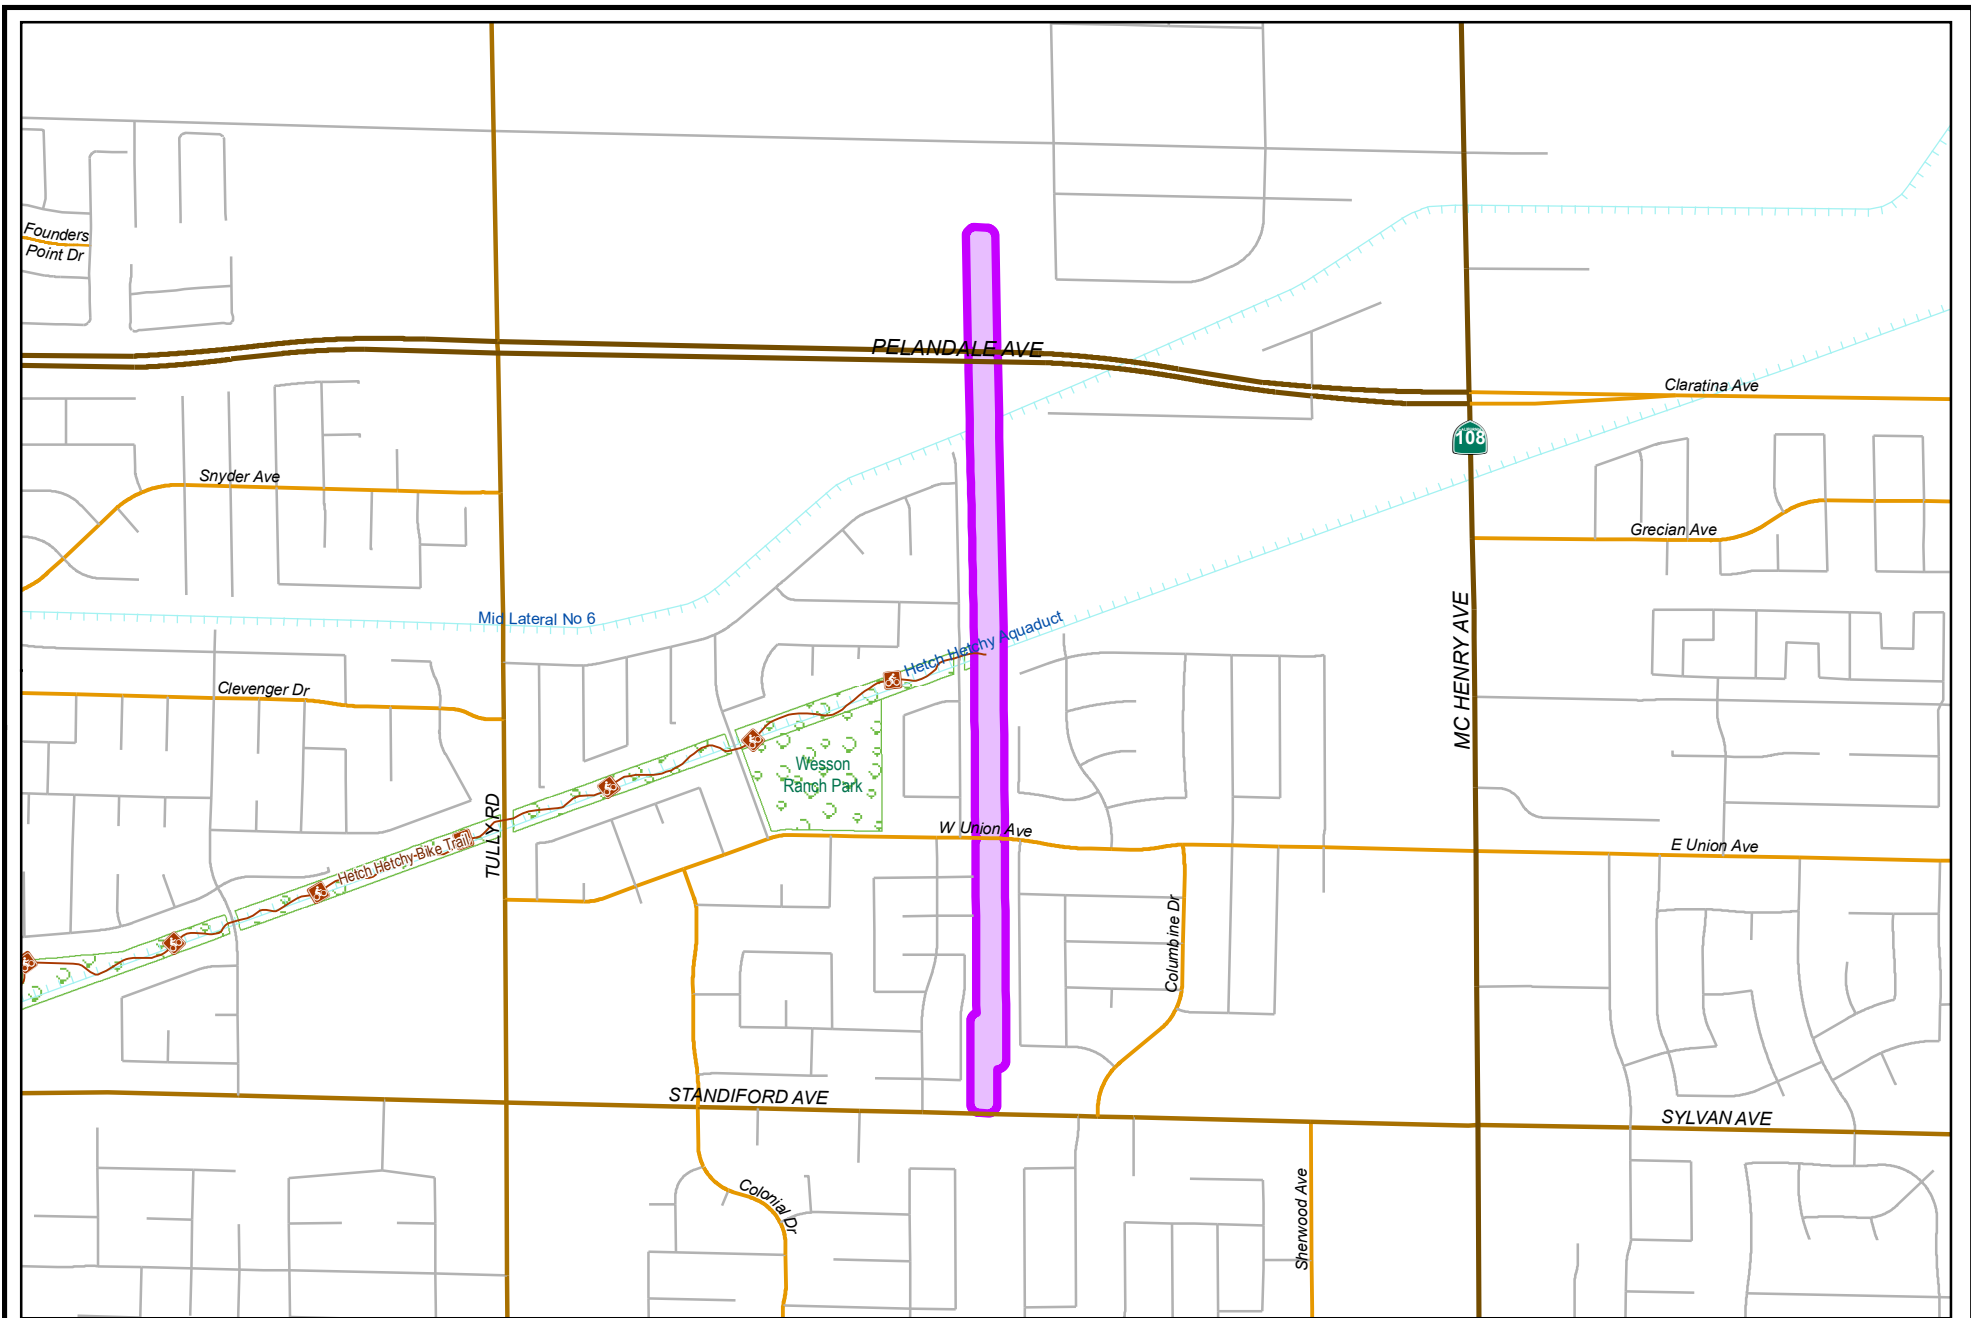 Founders
Point Dr
PELANDALE AVE
Claratina Ave
108
Snyder Ave
Grecian Ave
Mid Lateral No 6
Hetch Hetchy Aquaduct
MC HENRY AVE
Clevenger Dr
Wesson
Ranch Park
TULLY RD
W Union Ave
E Union Ave
Hetch Hetchy-Bike Trail
Columbine Dr
STANDIFORD AVE
SYLVAN AVE
Colonial Dr
Sherwood Ave